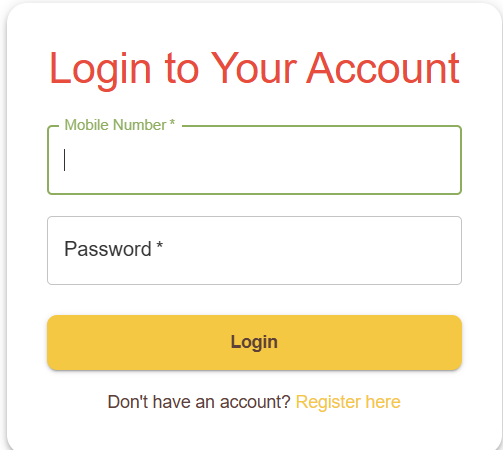 Login to Your Account
Mobile Number *
Password *
Login
Don't have an account? Register here